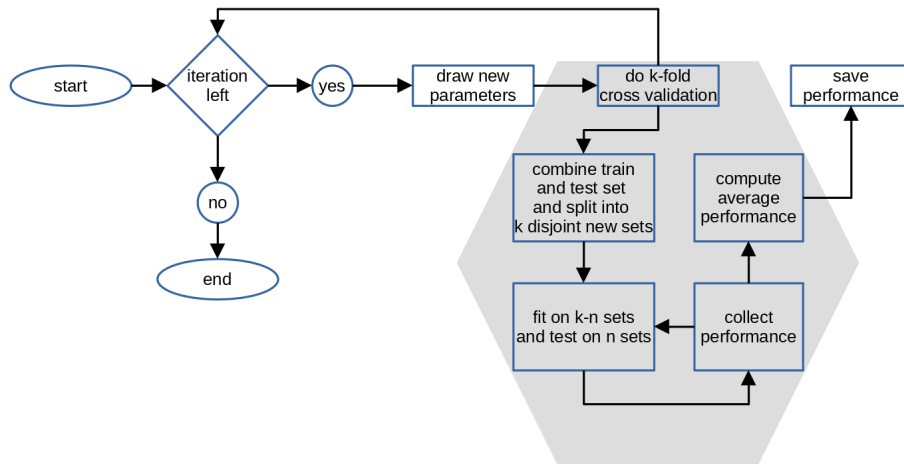 start
iteration
left
yes
draw new
parameters
do k-fold
cross validation
save
performance
combine train
and test set
and split into
k disjoint new sets
compute
average
performance
no
end
fit on k-n sets
and test on n sets
collect
performance